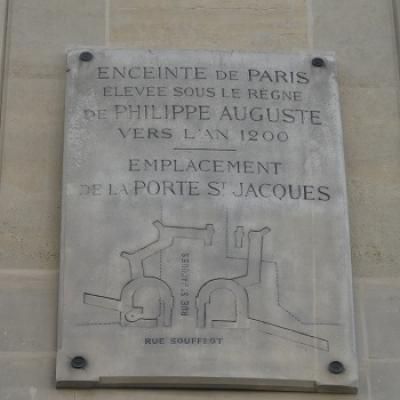 ENCEINTE DE PARIS
ÉLEVÉE SOUS LE RÈGNE
DE PHILIPPE AUGUSTE
VERS L'AN 1200
EMPLACEMENT
DE LA PORTE ST JACQUES
RUE ST JACQUES
RUE SOUFFLOT